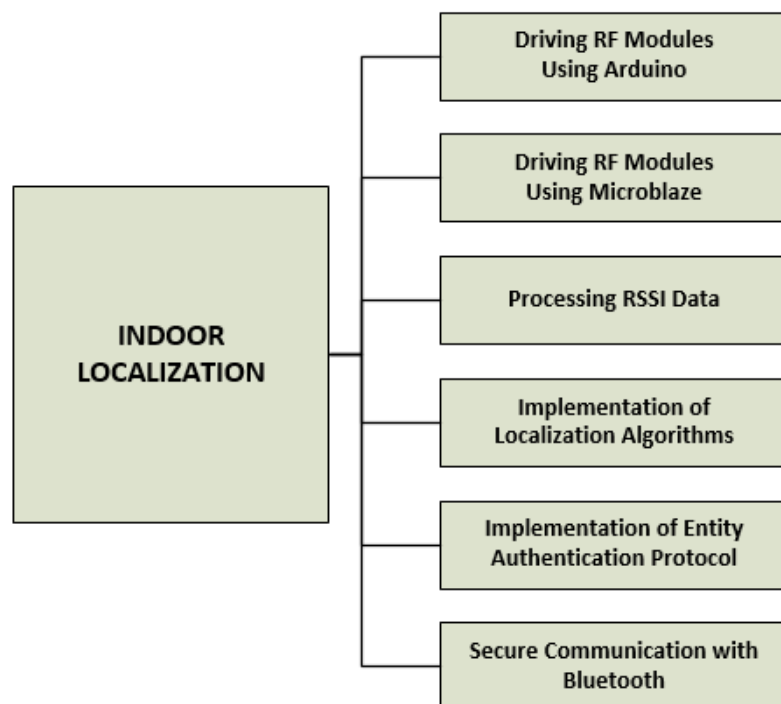 INDOOR
LOCALIZATION
Driving RF Modules
Using Arduino
Driving RF Modules
Using Microblaze
Processing RSSI Data
Implementation of
Localization Algorithms
Implementation of Entity
Authentication Protocol
Secure Communication with
Bluetooth